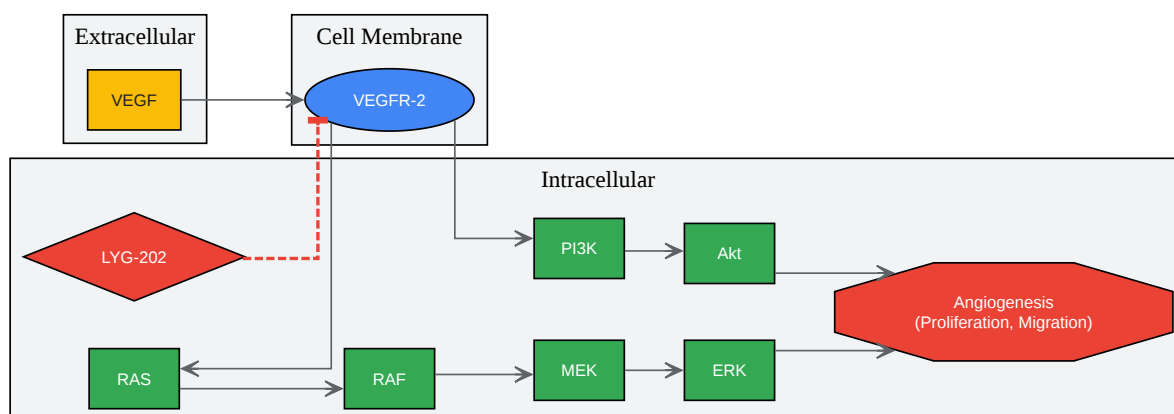 Extracellular
Cell Membrane
VEGF
VEGFR-2
Intracellular
LYG-202
PI3K
Akt
Angiogenesis
(Proliferation, Migration)
RAS
RAF
MEK
ERK